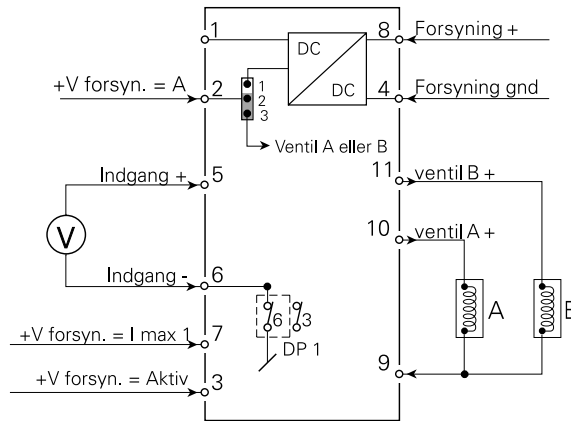 1
DC
DC
8
Forsyning +
+V forsyn. = A
2
1
2
3
4
Forsyning gnd
Ventil A eller B
Indgang +
5
11
ventil B +
V
10
ventil A +
Indgang -
6
6
3
DP 1
A
B
+V forsyn. = I max 1
7
+V forsyn. = Aktiv
3
9